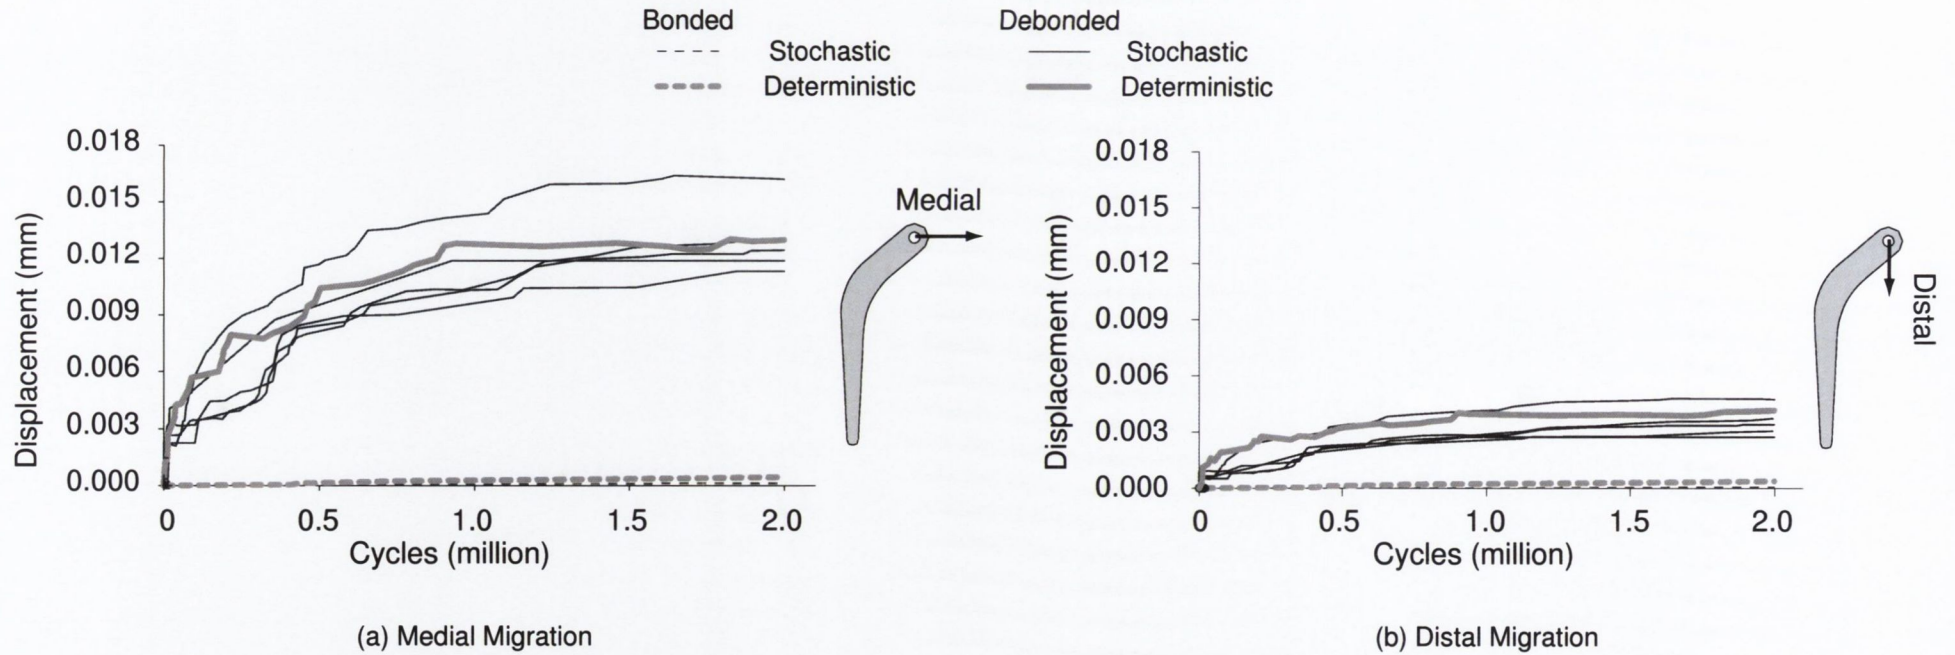 Bonded Debonded
Stochastic Stochastic
Deterministic Deterministic
0.018
0.015
0.012
0.009
0.006
0.003
0.000
Displacement (mm)
0 0.5 1.0 1.5 2.0
Cycles (million)
Medial
(a) Medial Migration
0.018
0.015
0.012
0.009
0.006
0.003
0.000
Displacement (mm)
0 0.5 1.0 1.5 2.0
Cycles (million)
Distal
(b) Distal Migration